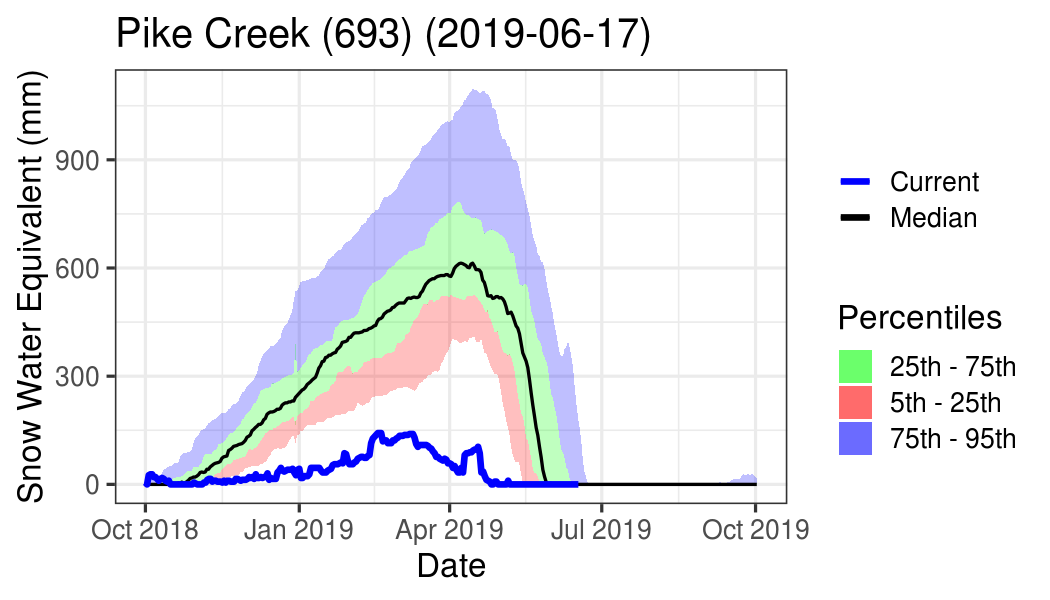 Pike Creek (693) (2019-06-17)
Snow Water Equivalent (mm)
900
600
300
0
Oct 2018
Jan 2019
Apr 2019
Jul 2019
Oct 2019
Date
Current
Median
Percentiles
25th - 75th
5th - 25th
75th - 95th